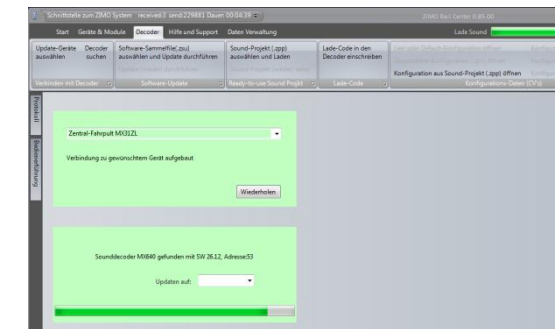 Schnittstelle zum ZIMO System received:3 send:229881 Dauer 00:04:39
ZIMO Rail Center 0.85.00
Start Geräte & Module Decoder Hilfe und Support Daten Verwaltung
Lade Sound
Update-Geräte auswählen
Decoder suchen
Software-Sammelfile(.zsu) auswählen und Update durchführen
Sound-Projekt (.zpp) auswählen und Laden
Lade-Code in den Decoder einschreiben
Konfiguration aus Sound-Projekt (.zpp) öffnen
Verbinden mit Decoder
Software-Update
Ready-to-use Sound Projekt
Lade-Code
Konfigurations-Daten (CV's)
Protokoll
Bedienerführung
Zentral-Fahrpult MX31ZL
Verbindung zu gewünschtem Gerät aufgebaut
Wiederholen
Sounddecoder MX640 gefunden mit SW 26.12, Adresse:53
Updaten auf: